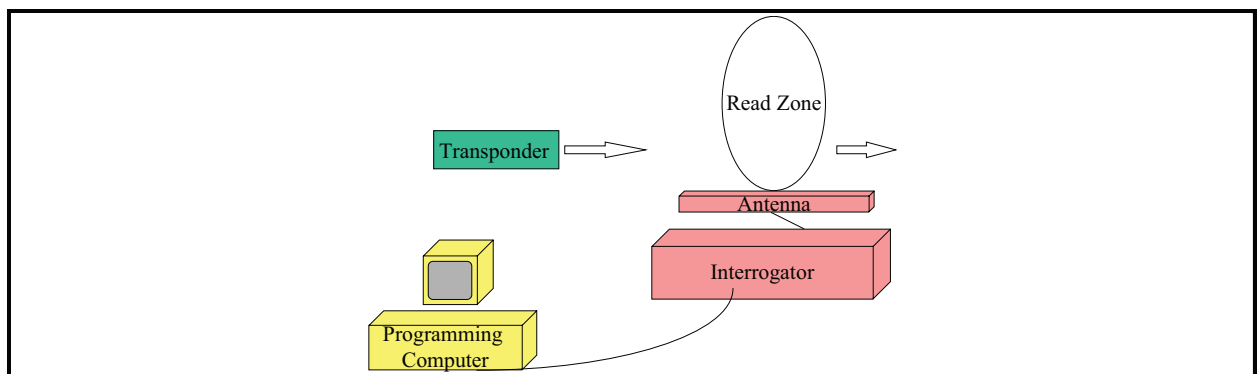 Read Zone
Transponder
Antenna
Interrogator
Programming
Computer